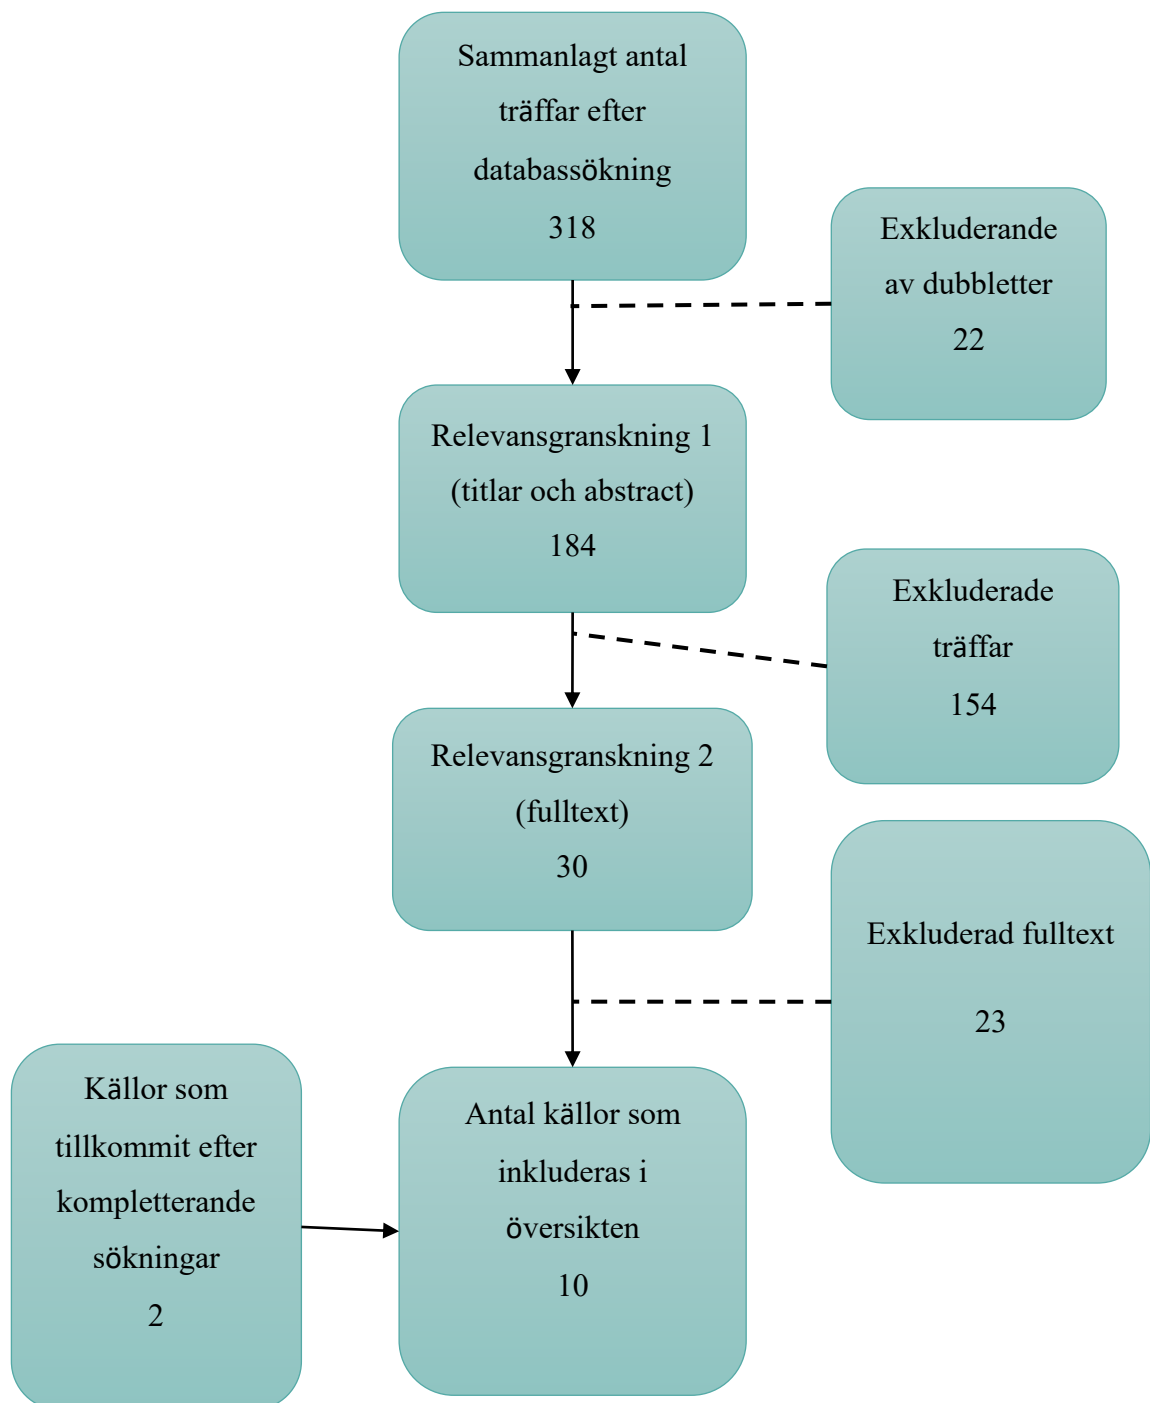 Sammanlagt antal
träffar efter
databassökning
318
Exkluderande
av dubbletter
22
Relevansgranskning 1
(titlar och abstract)
184
Exkluderade
träffar
154
Relevansgranskning 2
(fulltext)
30
Exkluderad fulltext
23
Källor som
tillkommit efter
kompletterande
sökningar
2
Antal källor som
inkluderas i
översikten
10